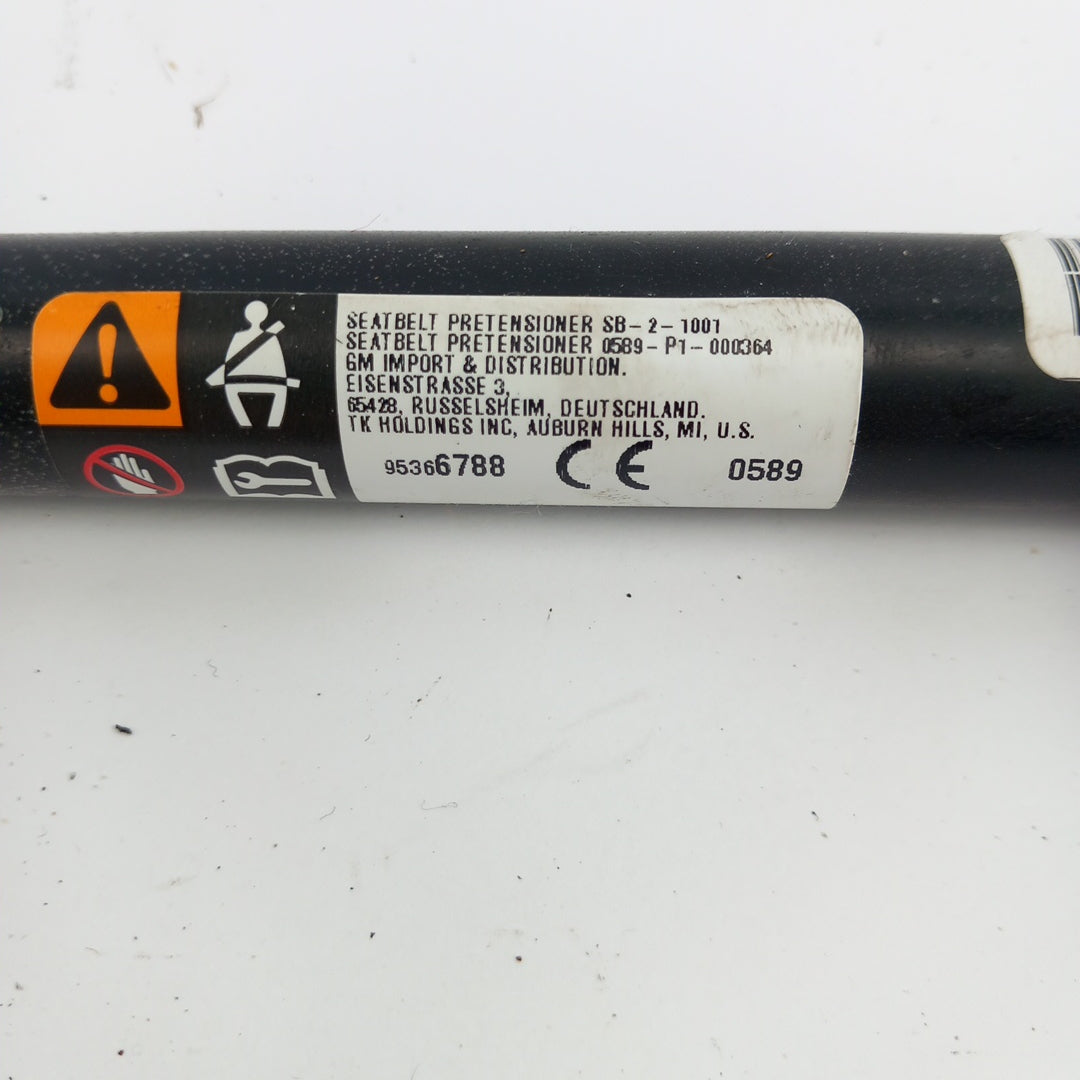 SEATBELT PRETENSIONER SB-2-1001
SEATBELT PRETENSIONER 0589-P1-000364
GM IMPORT & DISTRIBUTION.
EISENSTRASSE 3,
65428, RUSSELSHEIM, DEUTSCHLAND.
TK HOLDINGS INC, AUBURN HILLS, MI, U.S.
95366788 CE 0589